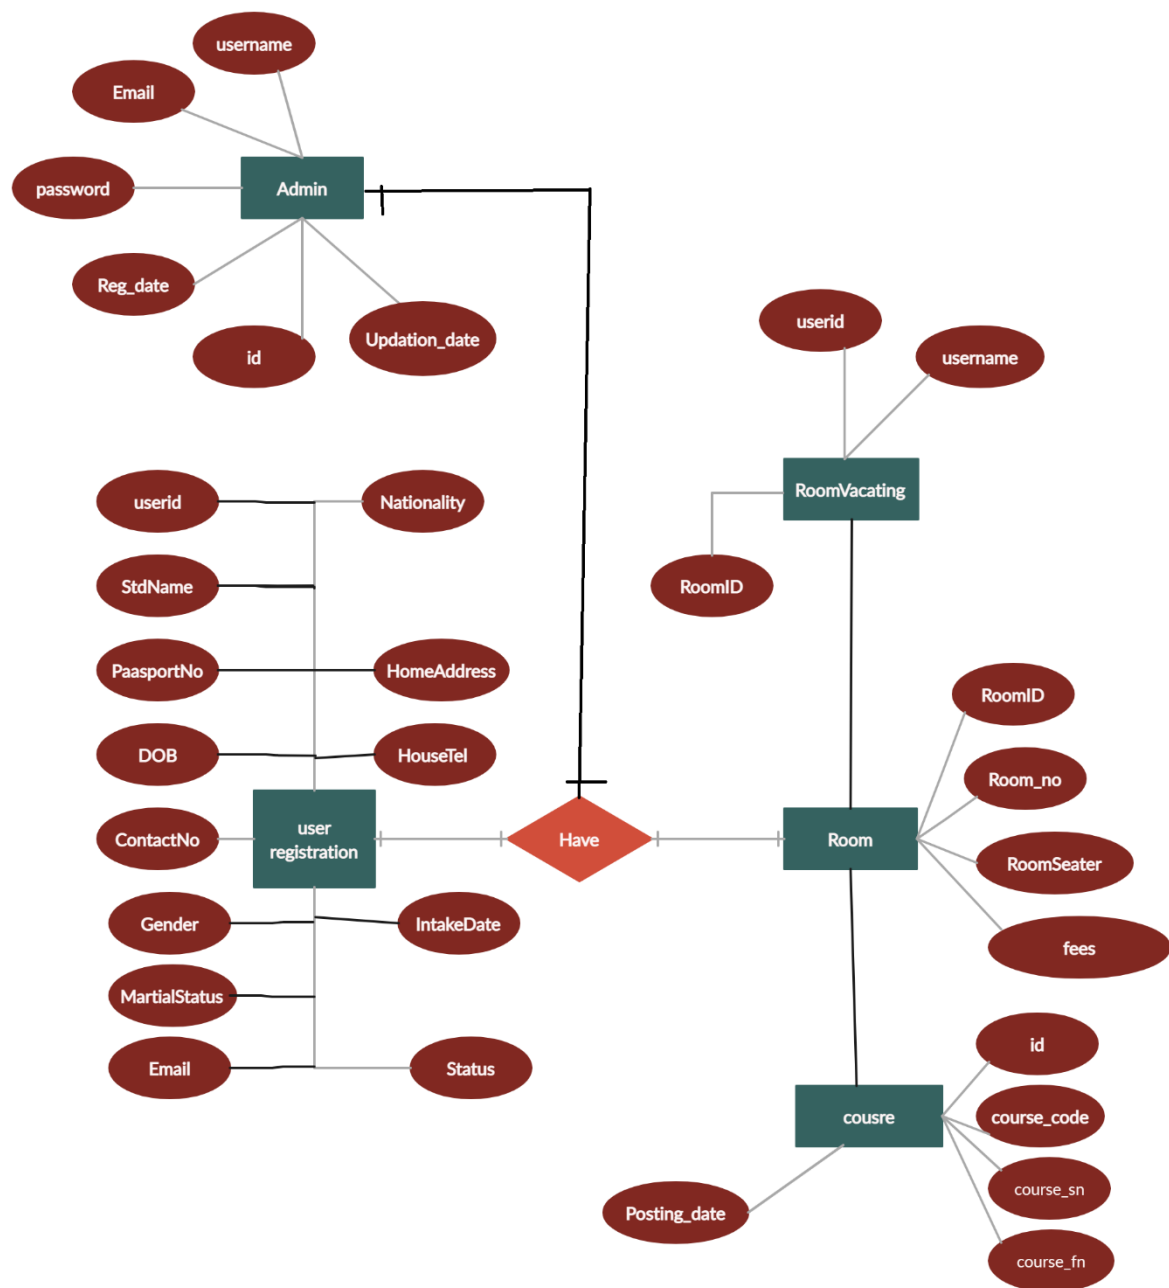 username
Email
password
Admin
Reg_date
id
Updation_date
userid
username
RoomVacating
RoomID
userid
Nationality
StdName
PaasportNo
HomeAddress
DOB
HouseTel
ContactNo
user
registration
Have
Room
RoomID
Room_no
RoomSeater
fees
Gender
IntakeDate
MartialStatus
Email
Status
id
cousre
course_code
course_sn
course_fn
Posting_date